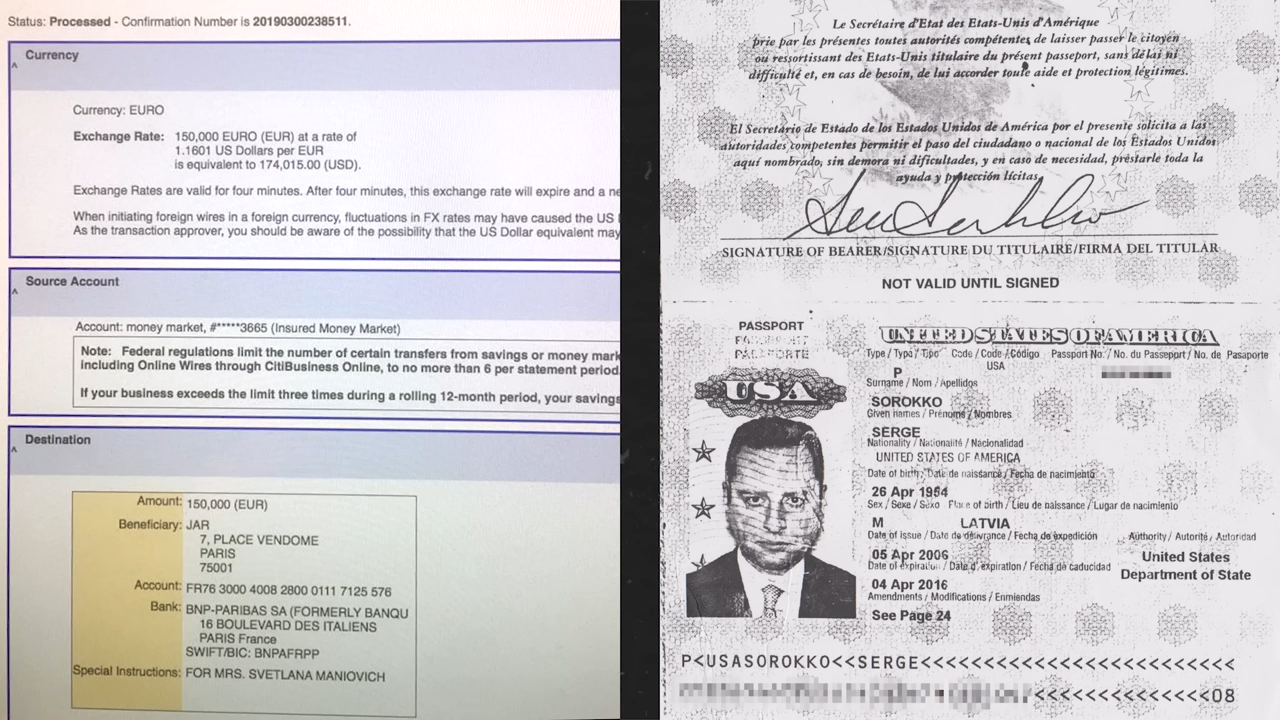 Status: Processed - Confirmation Number is 20190300238511.
Currency
Currency: EURO
Exchange Rate: 150,000 EURO (EUR) at a rate of
1.1601 US Dollars per EUR
is equivalent to 174,015.00 (USD).
Exchange Rates are valid for four minutes. After four minutes, this exchange rate will expire and a ne
When initiating foreign wires in a foreign currency, fluctuations in FX rates may have caused the US
As the transaction approver, you should be aware of the possibility that the US Dollar equivalent may
Source Account
Account: money market, #*****3665 (Insured Money Market)
Note: Federal regulations limit the number of certain transfers from savings or money mark
including Online Wires through CitiBusiness Online, to no more than 6 per statement period.
If your business exceeds the limit three times during a rolling 12-month period, your savings
Destination
Amount: 150,000 (EUR)
Beneficiary: JAR
7, PLACE VENDOME
PARIS
75001
Account: FR76 3000 4008 2800 0111 7125 576
Bank: BNP-PARIBAS SA (FORMERLY BANQU
16 BOULEVARD DES ITALIENS
PARIS France
SWIFT/BIC: BNPAFRPP
Special Instructions: FOR MRS. SVETLANA MANIOVICH
Le Secrétaire d'Etat des Etats-Unis d'Amérique
prie par les présentes toutes autorités compétentes de laisser passer le citoyen
ou ressortissant des Etats-Unis titulaire du présent passeport, sans délai ni
difficulté et, en cas de besoin, de lui accorder toute aide et protection légitimes.
El Secretario de Estado de los Estados Unidos de América por el presente solicita a las
autoridades competentes permitir el paso del ciudadano o nacional de los Estados Unidos
aquí nombrado, sin demora ni dificultades, y en caso de necesidad, prestarle toda la
ayuda y protección lícitas.
SIGNATURE OF BEARER/SIGNATURE DU TITULAIRE/FIRMA DEL TITULAR
NOT VALID UNTIL SIGNED
PASSPORT
PASSEPORT
PASAPORTE
UNITED STATES OF AMERICA
Type / Type / Tipo Code / Code / Código Passport No. / No. du Passeport / No. de Pasaporte
P USA
Surname / Nom / Apellidos
SOROKKO
Given names / Prénoms / Nombres
SERGE
Nationality / Nationalité / Nacionalidad
UNITED STATES OF AMERICA
Date of birth / Date de naissance / Fecha de nacimiento
26 Apr 1954
Sex / Sexe / Sexo Place of birth / Lieu de naissance / Lugar de nacimiento
M LATVIA
Date of issue / Date de délivrance / Fecha de expedición Authority / Autorité / Autoridad
05 Apr 2006 United States
Date of expiration / Date d'expiration / Fecha de caducidad Department of State
04 Apr 2016
Amendments / Modifications / Enmiendas
See Page 24
USA
P<USASOROKKO<<SERGE<<<<<<<<<<<<<<<<<<<<<<<<<
<<<<<<<<<<<<<<08